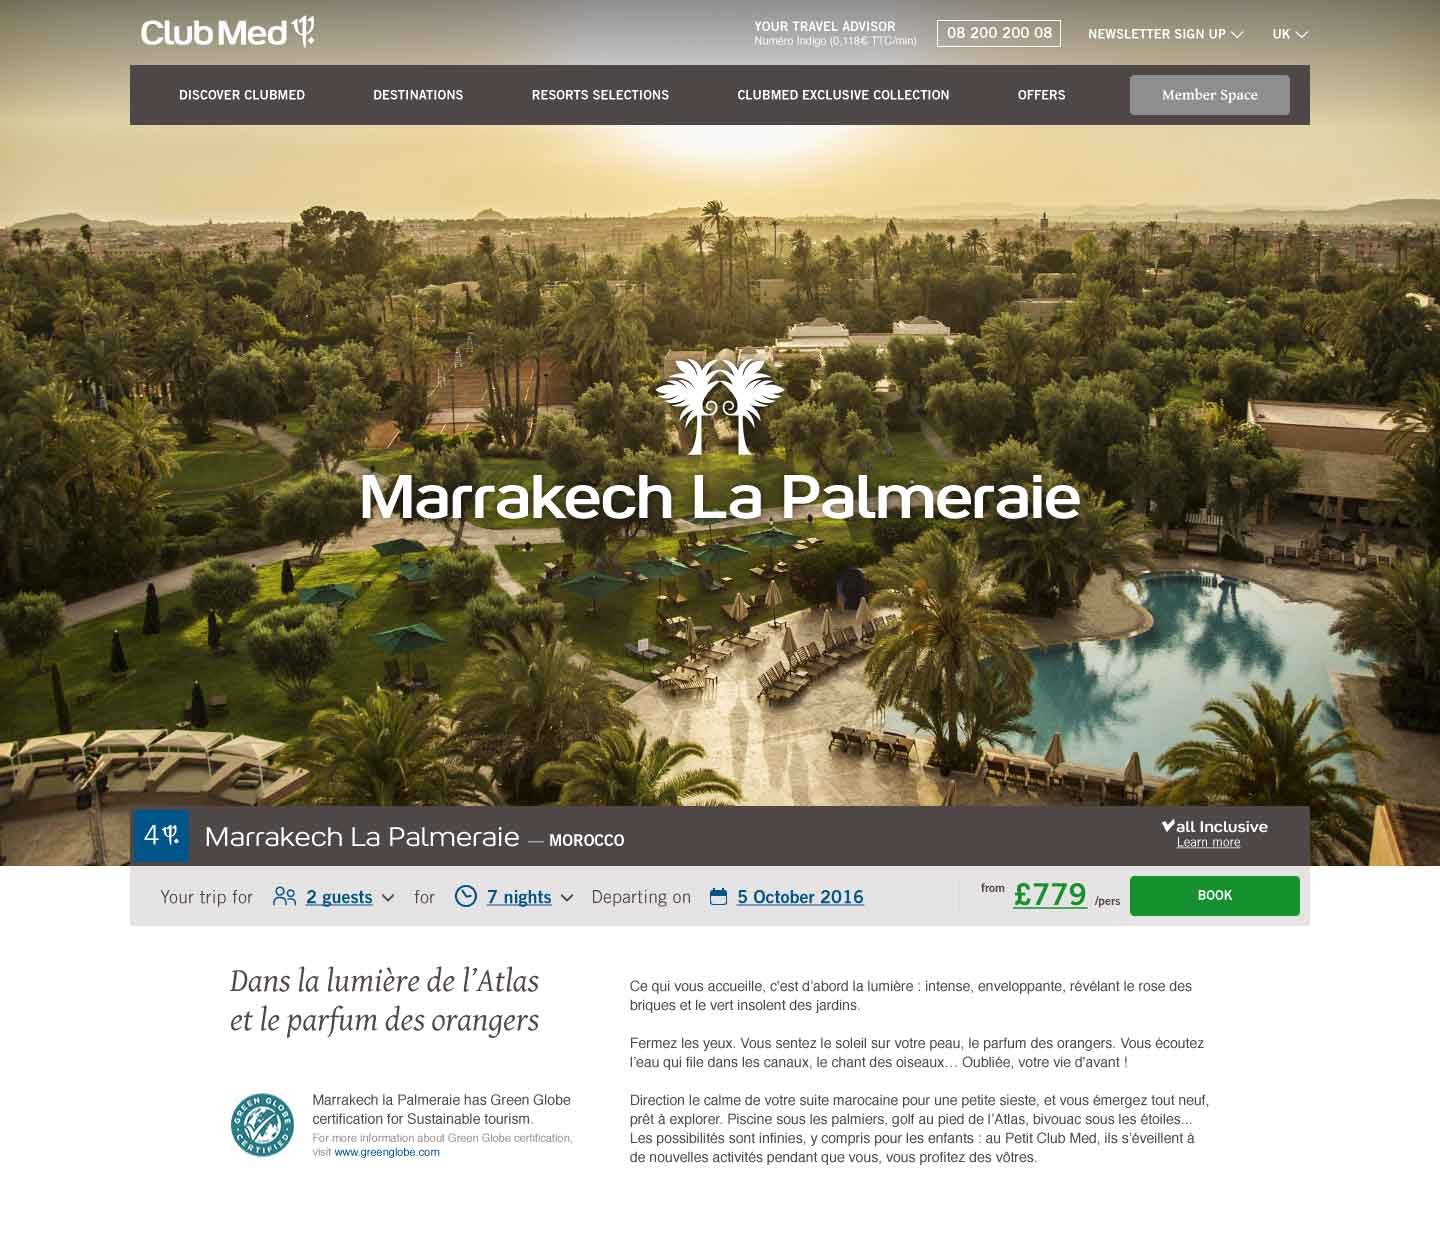 Club Med
YOUR TRAVEL ADVISOR
Numéro Indigo (0,118€ TTC/min)
08 200 200 08
NEWSLETTER SIGN UP
UK
DISCOVER CLUBMED
DESTINATIONS
RESORTS SELECTIONS
CLUBMED EXCLUSIVE COLLECTION
OFFERS
Member Space
Marrakech La Palmeraie
4
Marrakech La Palmeraie — MOROCCO
all Inclusive
Learn more
Your trip for 2 guests for 7 nights Departing on 5 October 2016
from £779 /pers
BOOK
Dans la lumière de l’Atlas
et le parfum des orangers
GREEN GLOBE
CERTIFIED
Marrakech la Palmeraie has Green Globe
certification for Sustainable tourism.
For more information about Green Globe certification,
visit www.greenglobe.com
Ce qui vous accueille, c'est d’abord la lumière : intense, enveloppante, révélant le rose des
briques et le vert insolent des jardins.
Fermez les yeux. Vous sentez le soleil sur votre peau, le parfum des orangers. Vous écoutez
l’eau qui file dans les canaux, le chant des oiseaux… Oubliée, votre vie d'avant !
Direction le calme de votre suite marocaine pour une petite sieste, et vous émergez tout neuf,
prêt à explorer. Piscine sous les palmiers, golf au pied de l’Atlas, bivouac sous les étoiles...
Les possibilités sont infinies, y compris pour les enfants : au Petit Club Med, ils s’éveillent à
de nouvelles activités pendant que vous, vous profitez des vôtres.